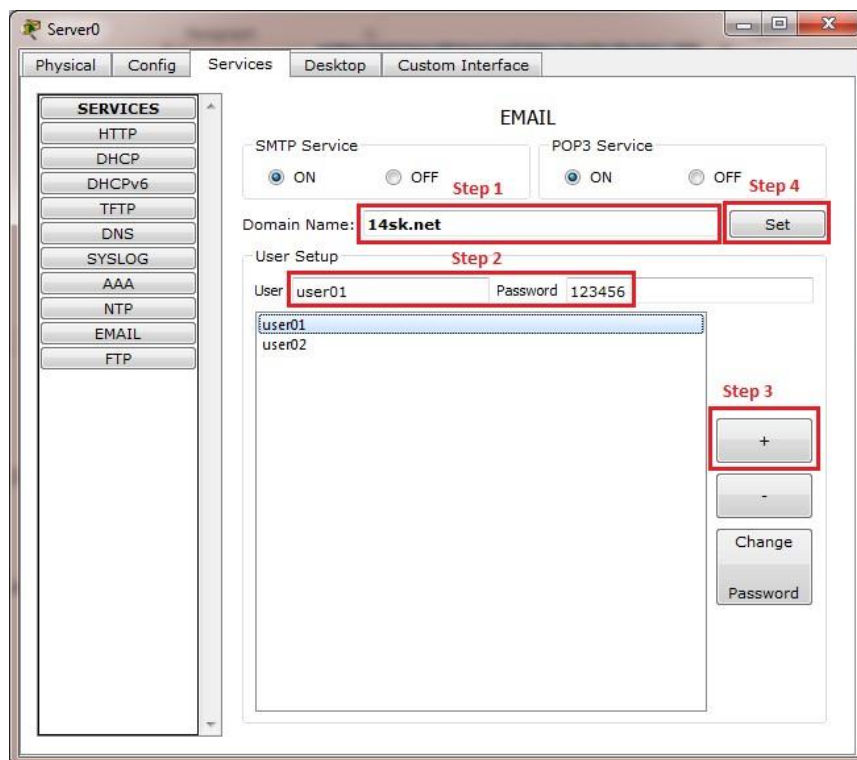 Server0
Physical Config Services Desktop Custom Interface
SERVICES
HTTP
DHCP
DHCPv6
TFTP
DNS
SYSLOG
AAA
NTP
EMAIL
FTP
EMAIL
SMTP Service
POP3 Service
ON OFF
ON OFF
Step 1
Step 4
Domain Name: 14sk.net Set
User Setup
Step 2
User user01 Password 123456
user01
user02
Step 3
+
-
Change
Password